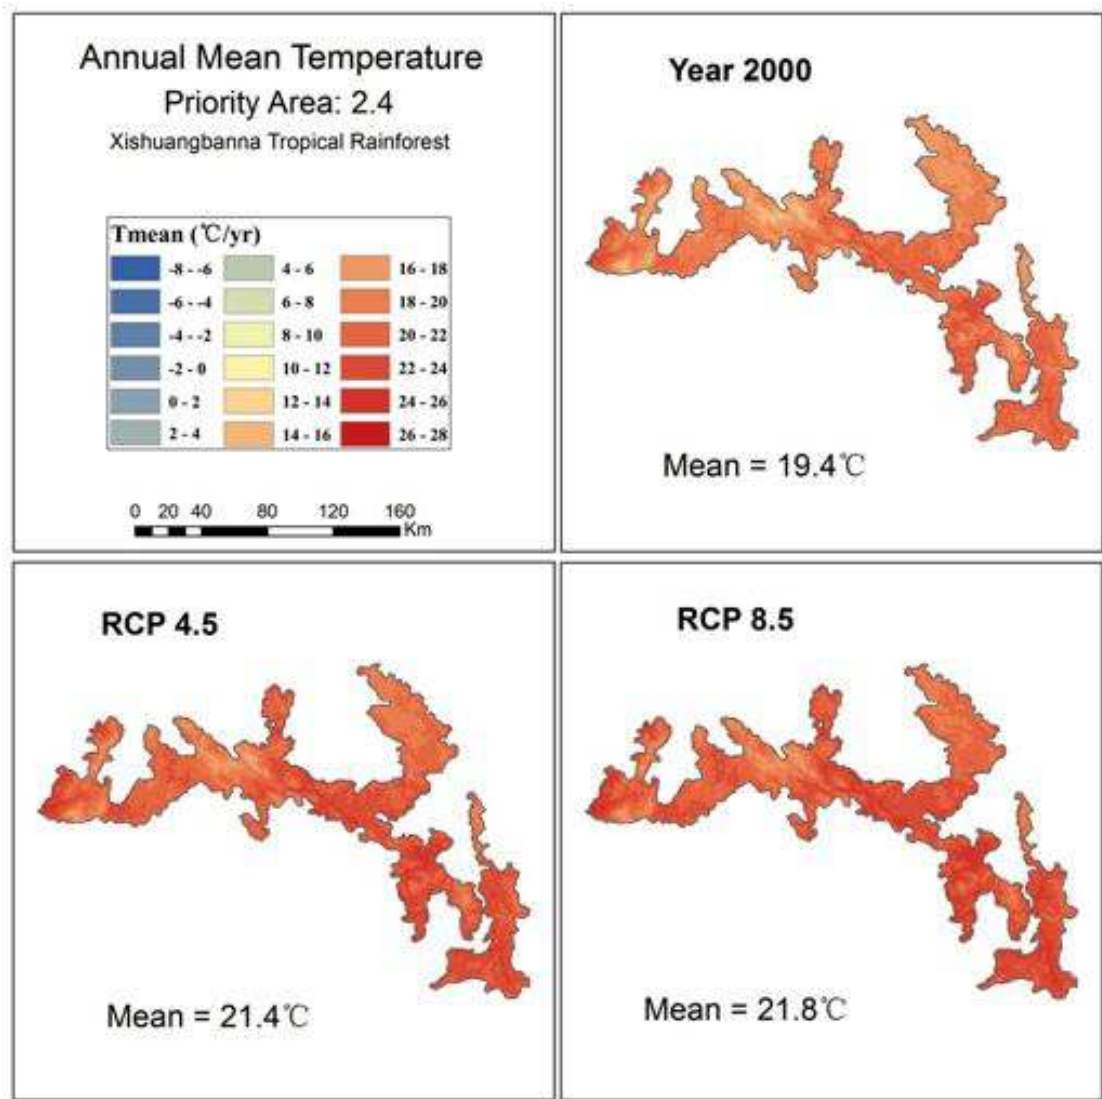 Annual Mean Temperature
Priority Area: 2.4
Xishuangbanna Tropical Rainforest
Tmean (℃/yr)
-8 - -6 4 - 6 16 - 18
-6 - -4 6 - 8 18 - 20
-4 - -2 8 - 10 20 - 22
-2 - 0 10 - 12 22 - 24
0 - 2 12 - 14 24 - 26
2 - 4 14 - 16 26 - 28
0 20 40 80 120 160
Km
Year 2000
Mean = 19.4℃
RCP 4.5
Mean = 21.4℃
RCP 8.5
Mean = 21.8℃